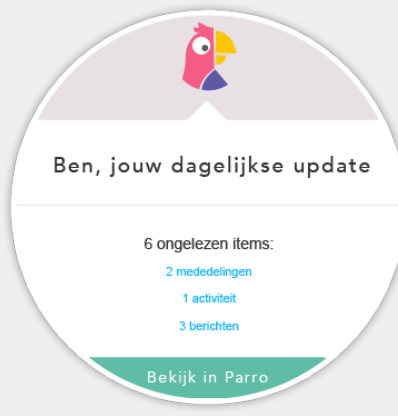 Ben, jouw dagelijkse update
6 ongelezen items:
2 mededelingen
1 activiteit
3 berichten
Bekijk in Parro